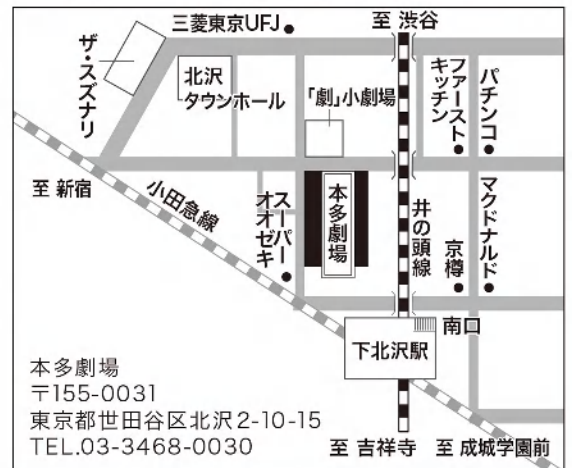 三菱東京UFJ
至 渋谷
ザ・スズナリ
北沢
タウンホール
「劇」小劇場
ファースト
キッチン
パチンコ
至 新宿
小田急線
スーパー
オオゼキ
本多劇場
井の頭線
京樽
マクドナルド
南口
下北沢駅
本多劇場
〒155-0031
東京都世田谷区北沢2-10-15
TEL.03-3468-0030
至 吉祥寺
至 成城学園前